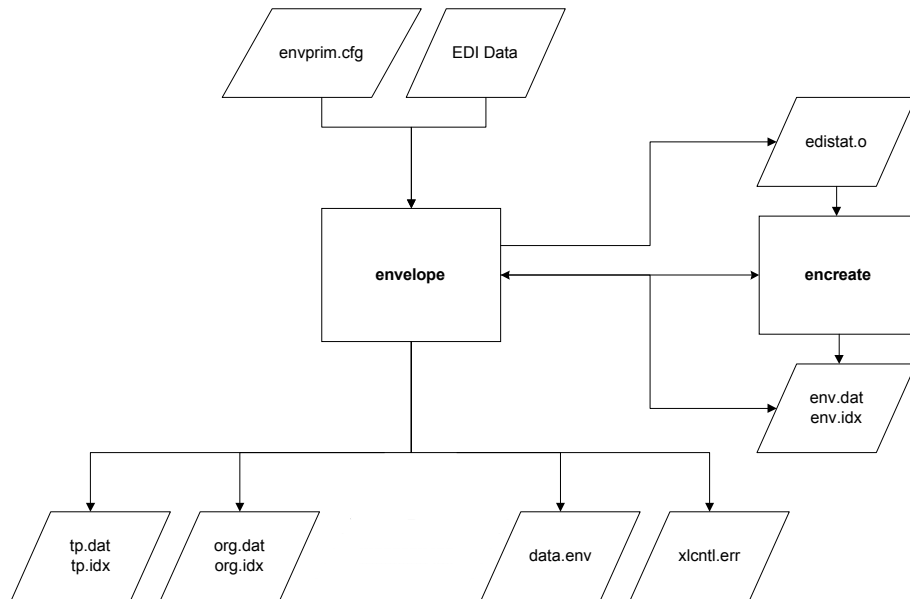 envprim.cfg
EDI Data
edistat.o
envelope
encreate
env.dat
env.idx
tp.dat
tp.idx
org.dat
org.idx
data.env
xlcntl.err